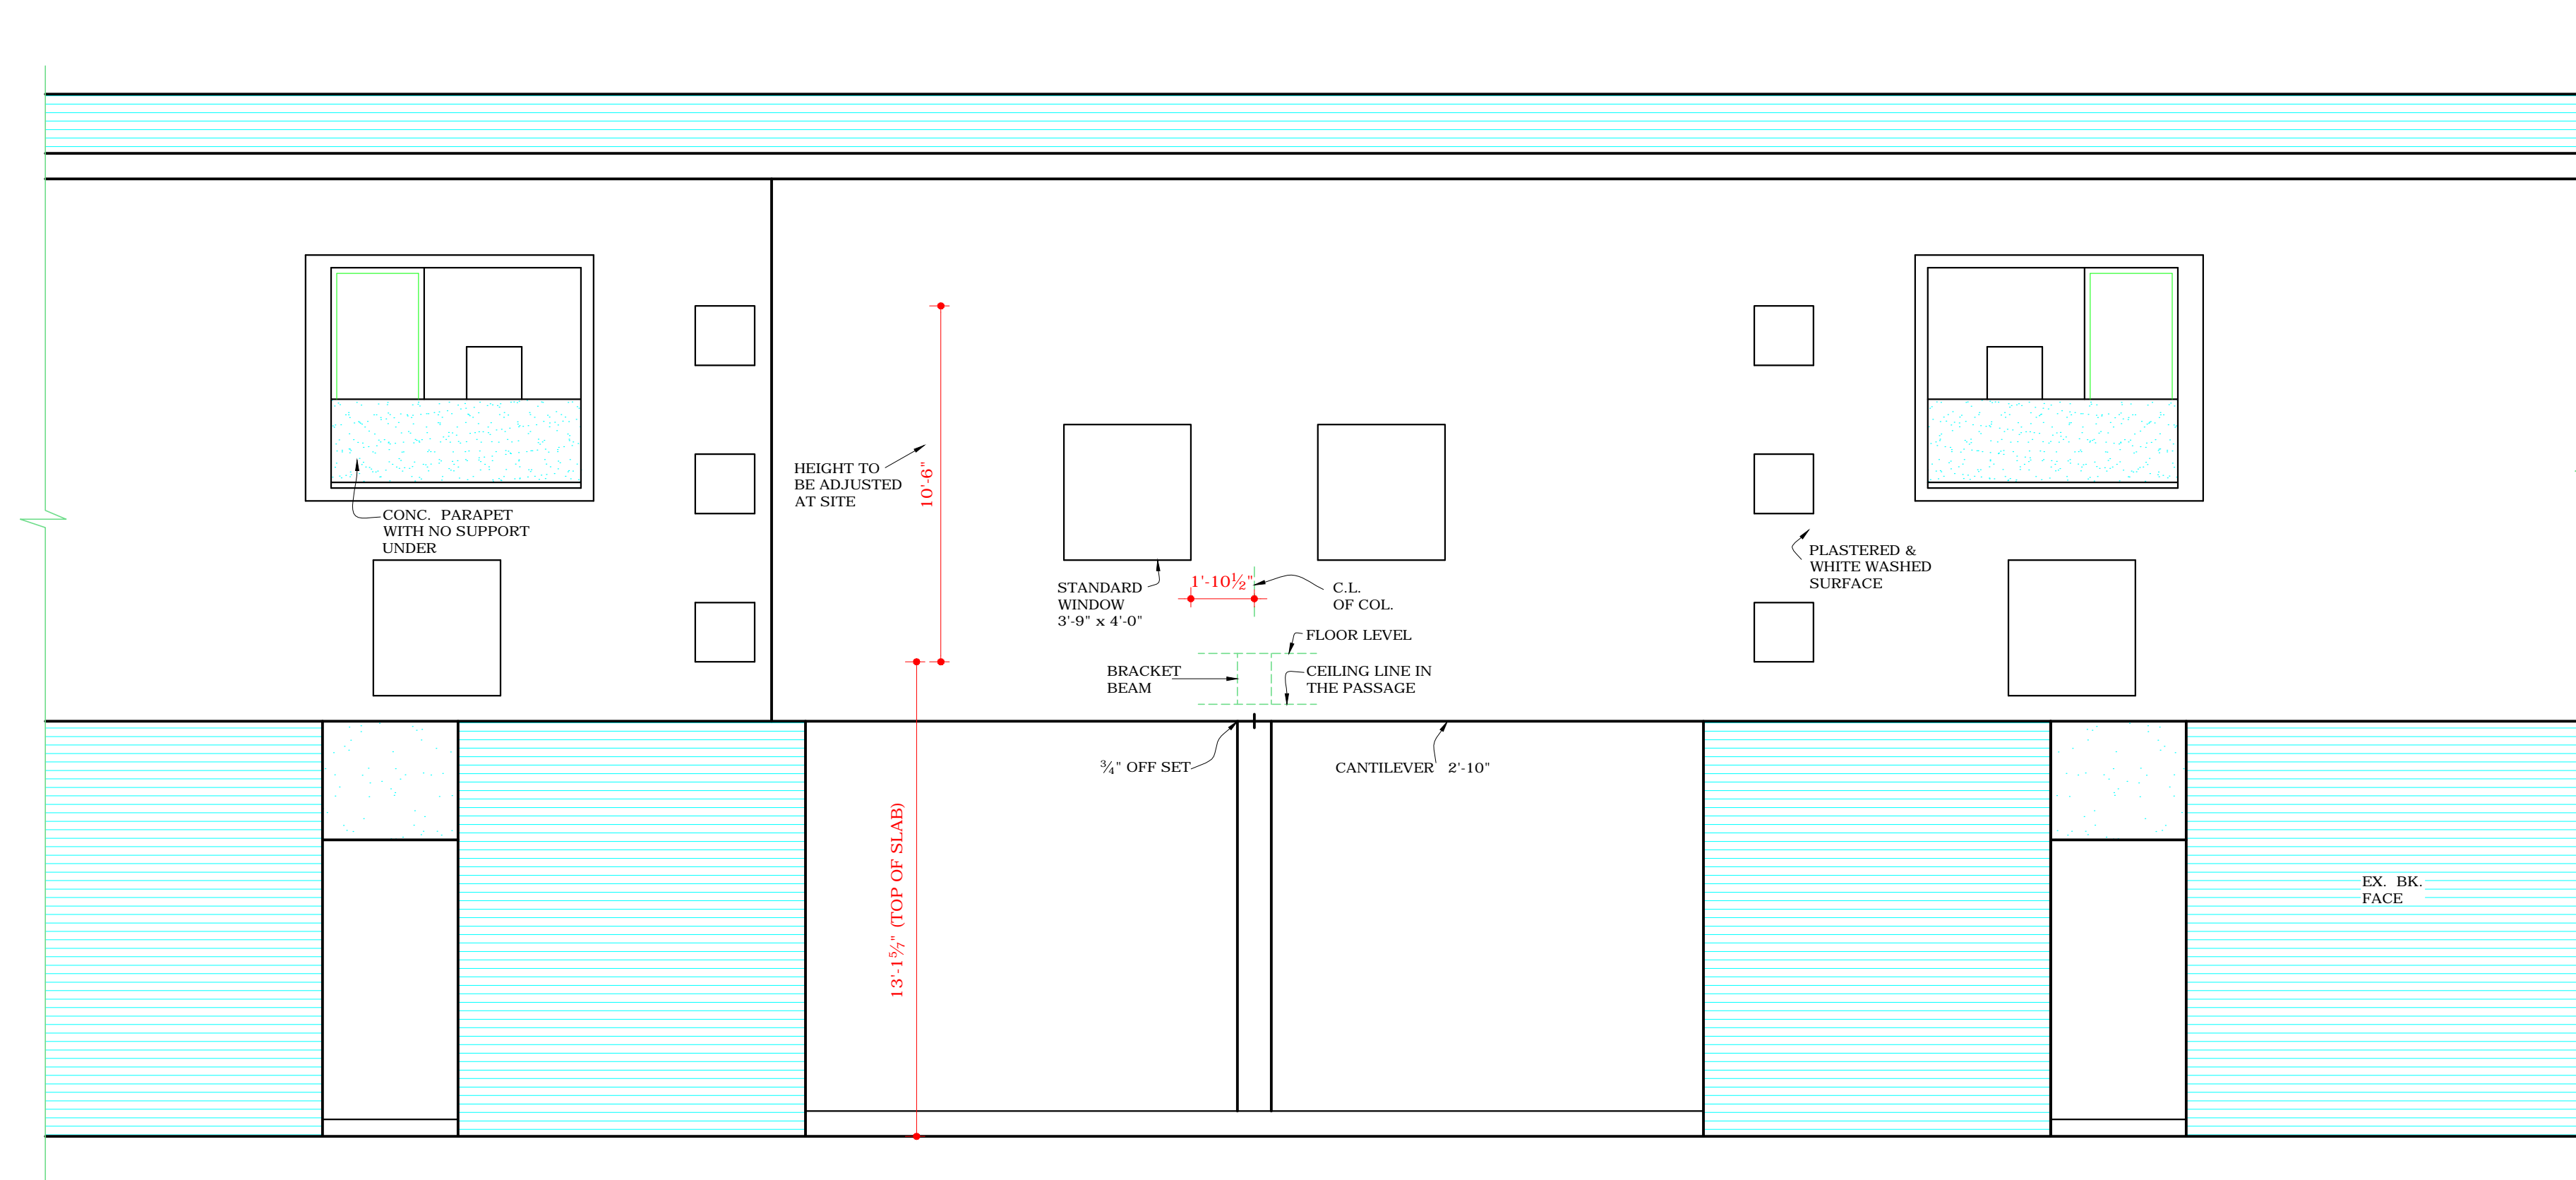 HEIGHT TO
BE ADJUSTED
AT SITE
10'-6"
CONC. PARAPET
WITH NO SUPPORT
UNDER
STANDARD
WINDOW
3'-9" x 4'-0"
1'-10½"
C.L.
OF COL.
PLASTERED &
WHITE WASHED
SURFACE
FLOOR LEVEL
BRACKET
BEAM
CEILING LINE IN
THE PASSAGE
¾" OFF SET
CANTILEVER 2'-10"
13'-1 5/7" (TOP OF SLAB)
EX. BK.
FACE